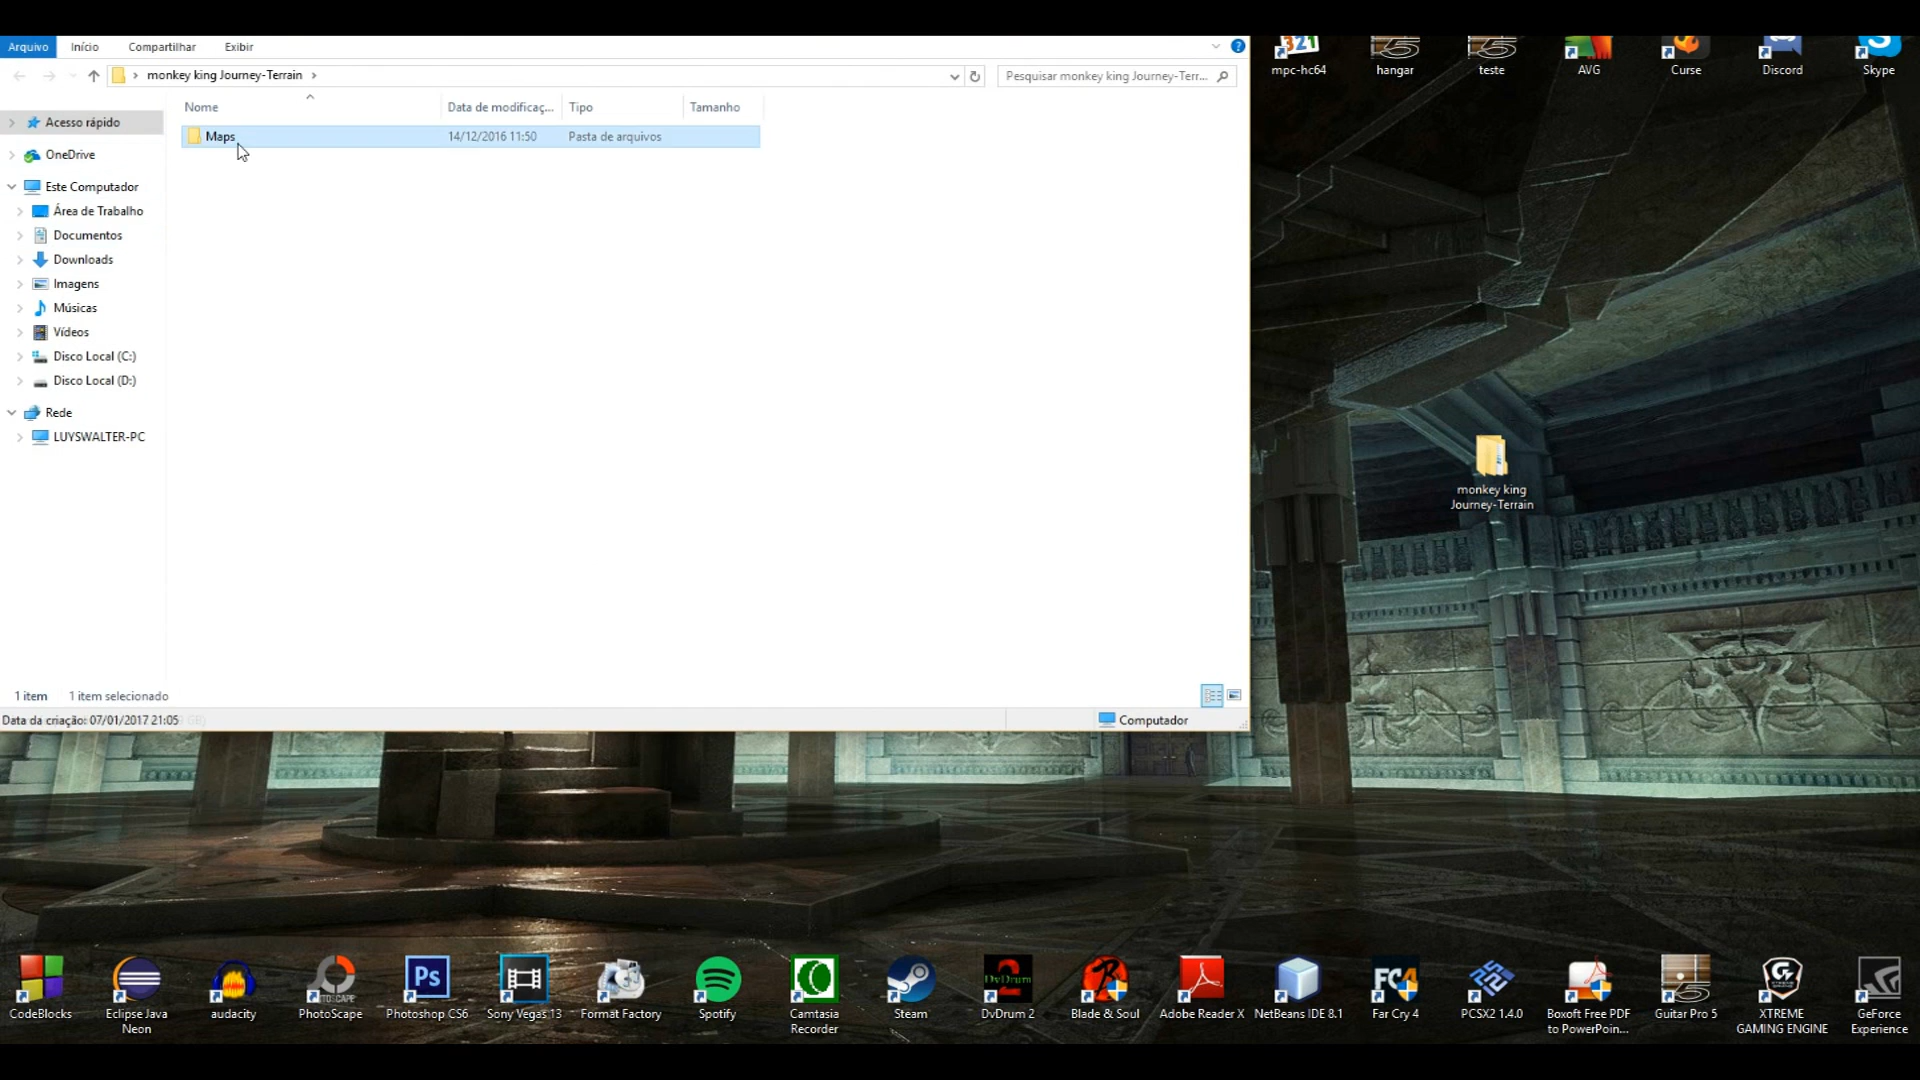 Arquivo Início Compartilhar Exibir
monkey king Journey-Terrain
Pesquisar monkey king Journey-Terr...
Nome Data de modificaç... Tipo Tamanho
Maps 14/12/2016 11:50 Pasta de arquivos
Acesso rápido
OneDrive
Este Computador
Área de Trabalho
Documentos
Downloads
Imagens
Músicas
Vídeos
Disco Local (C:)
Disco Local (D:)
Rede
LUYSWALTER-PC
1 item 1 item selecionado
Data da criação: 07/01/2017 21:05
Computador
321
mpc-hc64
hangar
teste
AVG
Curse
Discord
Skype
monkey king
Journey-Terrain
CodeBlocks
Eclipse Java
Neon
audacity
PhotoScape
Ps
Photoshop CS6
Sony Vegas 13
Format Factory
Spotify
Camtasia
Recorder
Steam
DvDrum
2
DvDrum 2
Blade & Soul
Adobe Reader X
NetBeans IDE 8.1
FC4
Far Cry 4
PCSX2 1.4.0
Boxoft Free PDF
to PowerPoin...
5
Guitar Pro 5
XTREME
GAMING ENGINE
GeForce
Experience